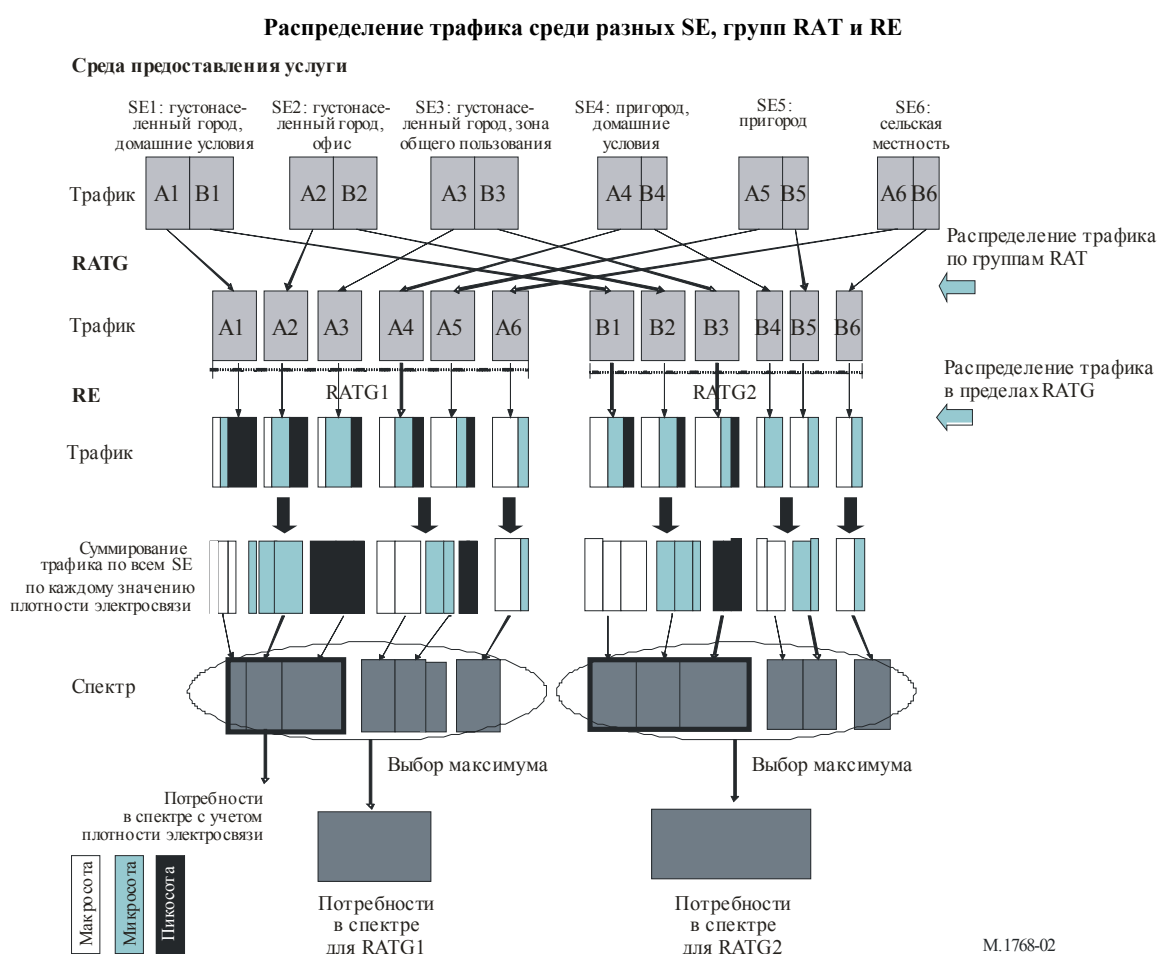 Распределение трафика среди разных SE, групп RAT и RE
Среда предоставления услуги
SE1: густонасе-
ленный город,
домашние условия
SE2: густонасе-
ленный город,
офис
SE3: густонасе-
ленный город, зона
общего пользования
SE4: пригород,
домашние
условия
SE5:
пригород
SE6:
сельская
местность
Трафик
A1 B1 A2 B2 A3 B3 A4 B4 A5 B5 A6 B6
Распределение трафика
по группам RAT
RATG
Трафик
A1 A2 A3 A4 A5 A6 B1 B2 B3 B4 B5 B6
RATG1 RATG2
Распределение трафика
в пределах RATG
RE
Трафик
Суммирование
трафика по всем SE
по каждому значению
плотности электросвязи
Спектр
Выбор максимума Выбор максимума
Потребности
в спектре с учетом
плотности электросвязи
Макросота
Микросота
Пикосота
Потребности
в спектре
для RATG1
Потребности
в спектре
для RATG2
M.1768-02